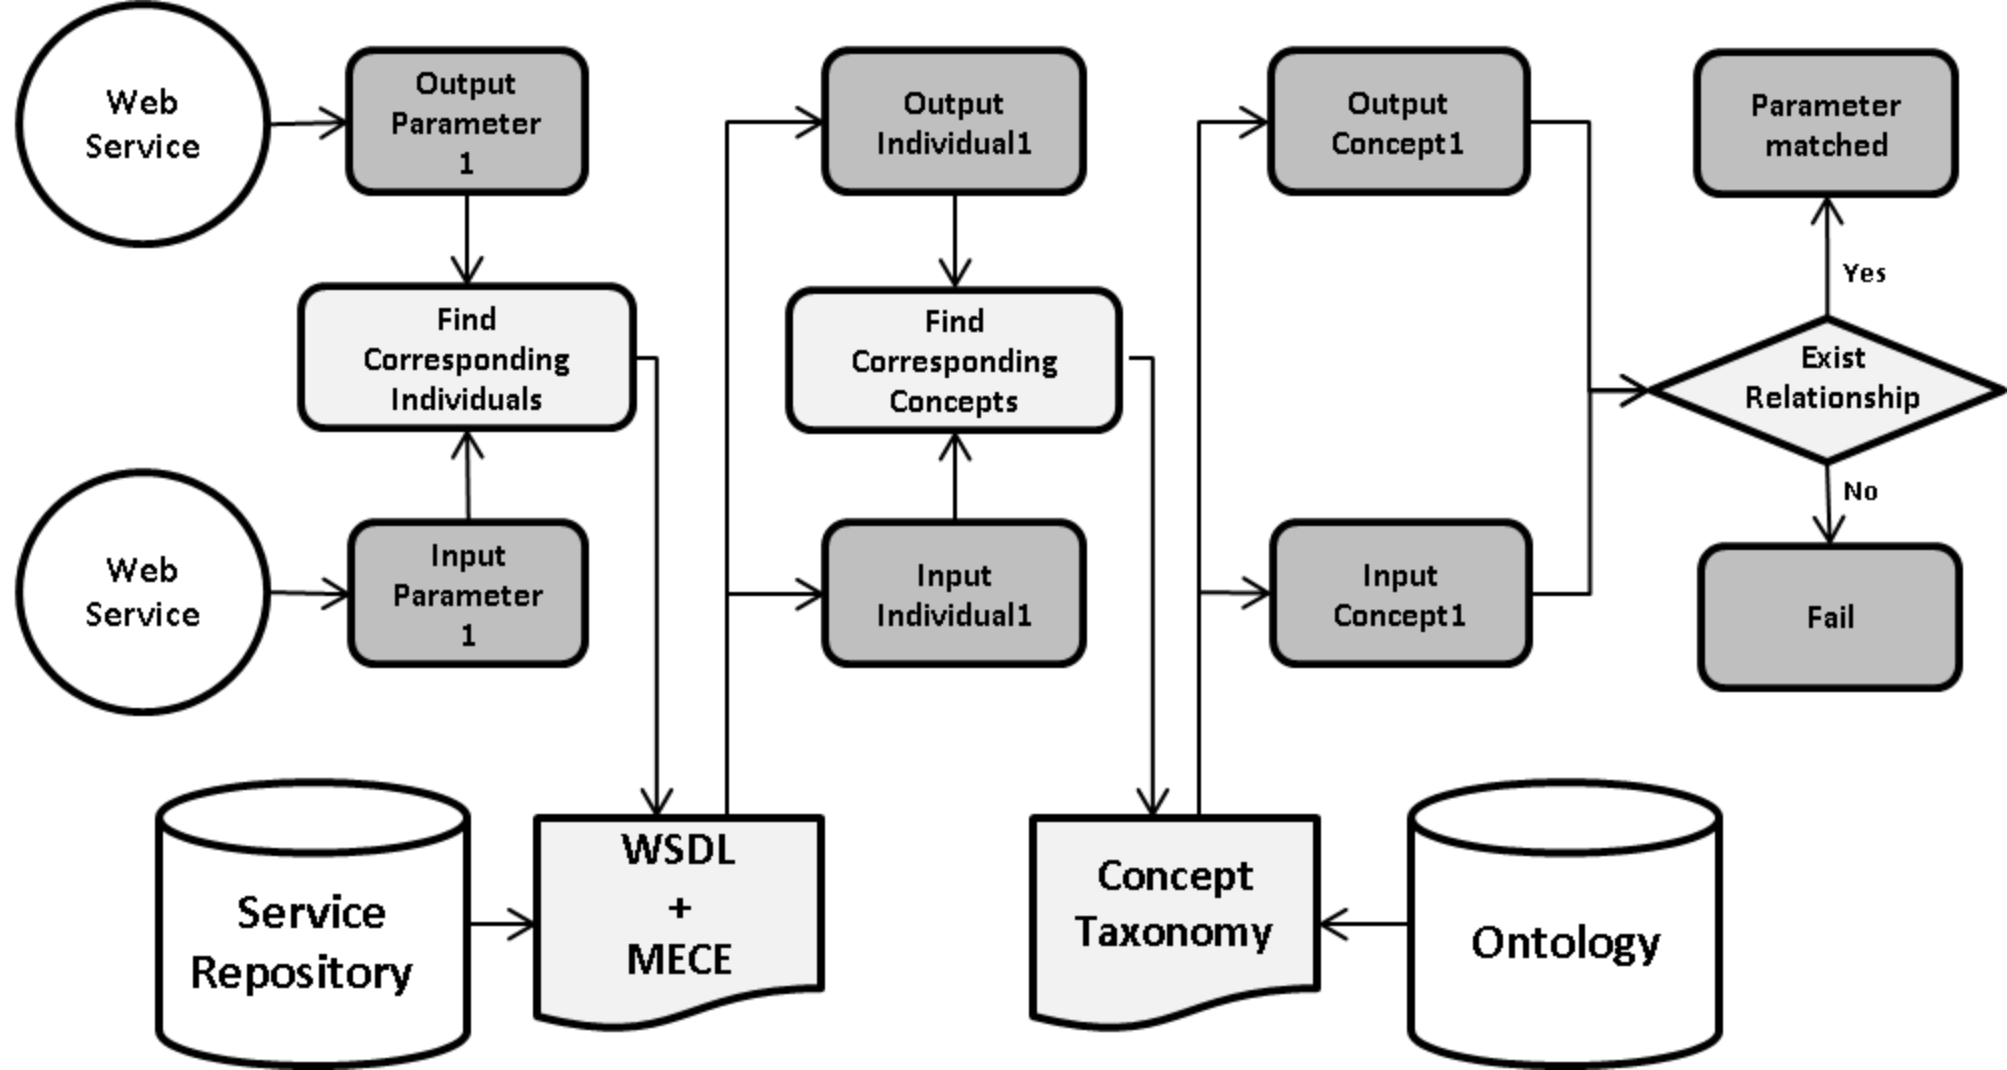 Web
Service
Output
Parameter
1
Output
Individual1
Output
Concept1
Parameter
matched
Find
Corresponding
Individuals
Find
Corresponding
Concepts
Yes
Exist
Relationship
No
Web
Service
Input
Parameter
1
Input
Individual1
Input
Concept1
Fail
Service
Repository
WSDL
+
MECE
Concept
Taxonomy
Ontology